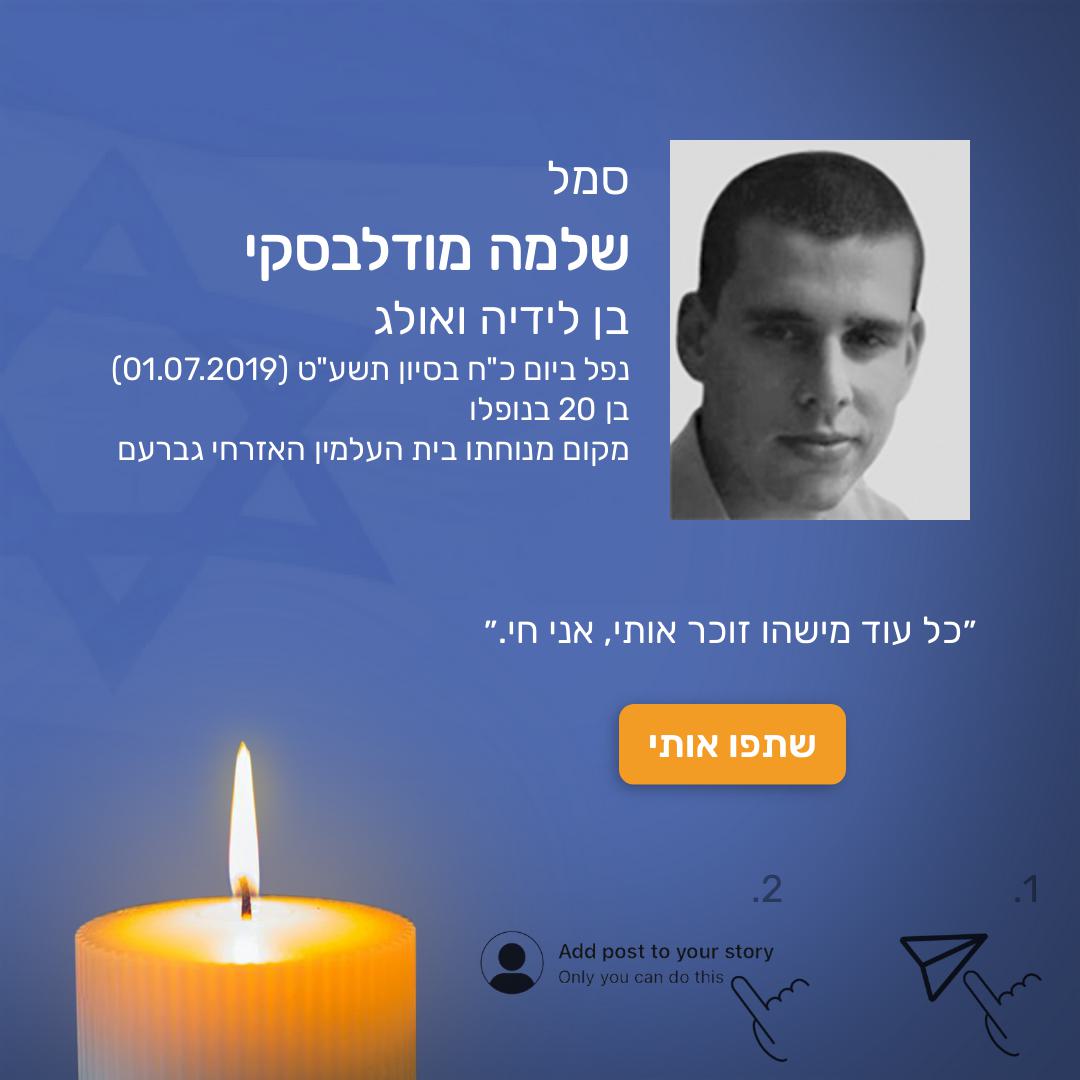 סמל
שלמה מודלבסקי
בן לידיה ואולג
נפל ביום כ"ח בסיון תשע"ט (01.07.2019)
בן 20 בנופלו
מקום מנוחתו בית העלמין האזרחי גברעם
״כל עוד מישהו זוכר אותי, אני חי.״
שתפו אותי
1.
2.
Add post to your story
Only you can do this